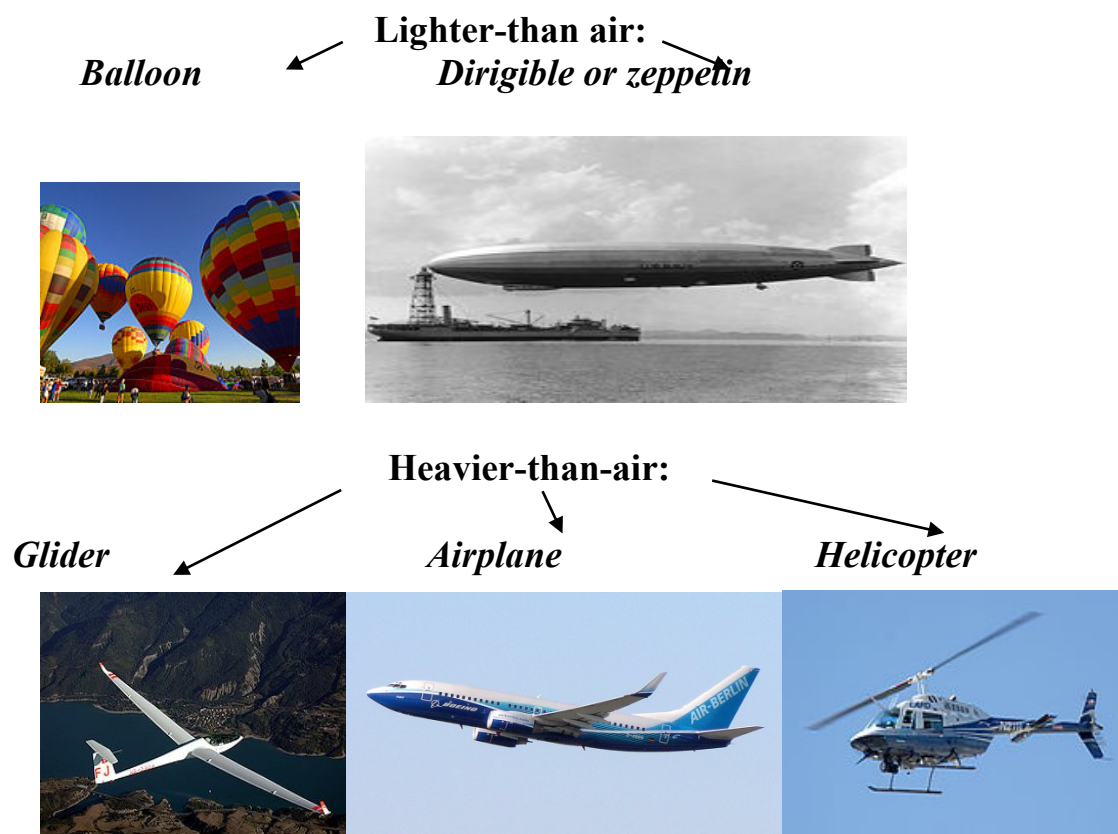 Lighter-than air:
Balloon
Dirigible or zeppelin
Heavier-than-air:
Glider
Airplane
Helicopter
FJ
BOEING
AIR-BERLIN